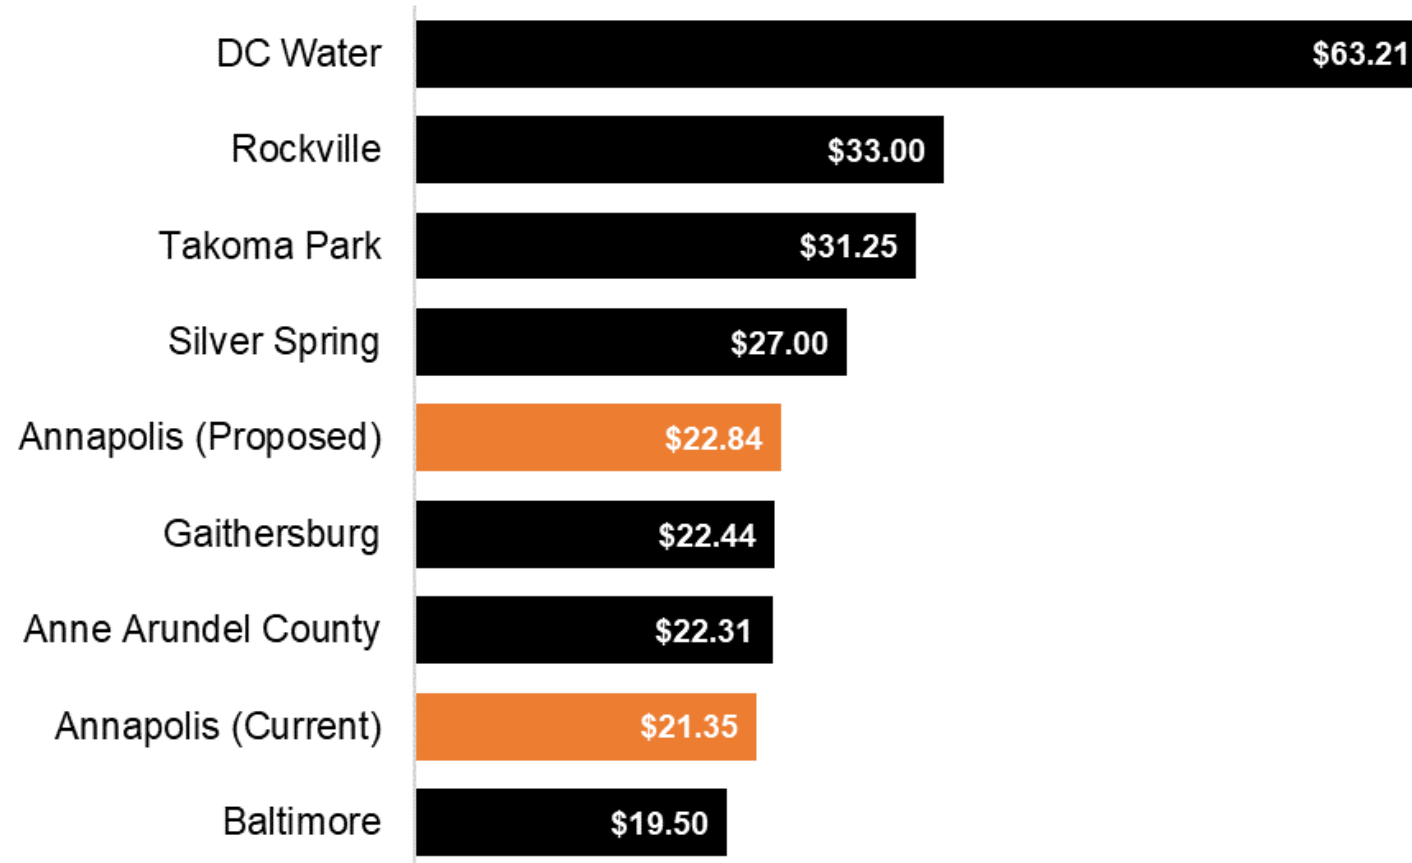 DC Water $63.21
Rockville $33.00
Takoma Park $31.25
Silver Spring $27.00
Annapolis (Proposed) $22.84
Gaithersburg $22.44
Anne Arundel County $22.31
Annapolis (Current) $21.35
Baltimore $19.50